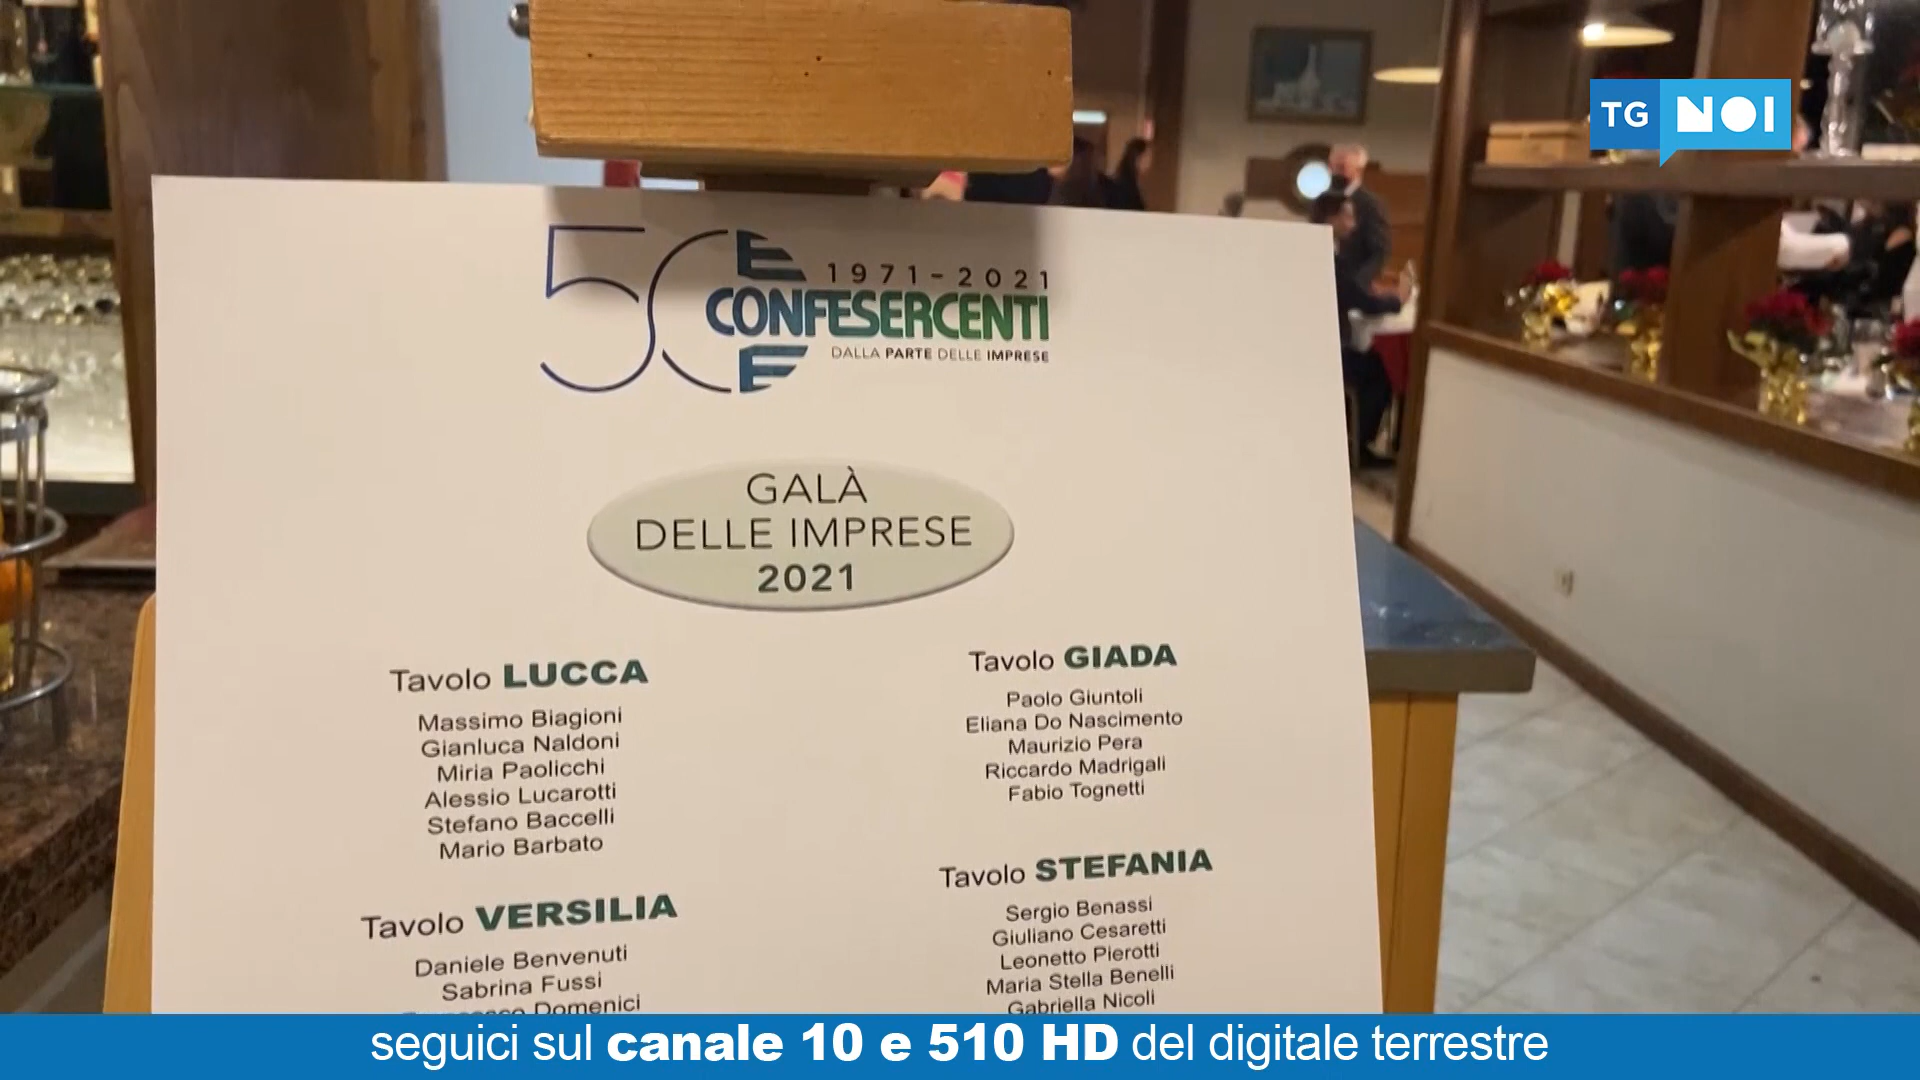 TG NOI
50
1971-2021
CONFESERCENTI
DALLA PARTE DELLE IMPRESE
GALÀ
DELLE IMPRESE
2021
Tavolo LUCCA
Massimo Biagioni
Gianluca Naldoni
Miria Paolicchi
Alessio Lucarotti
Stefano Baccelli
Mario Barbato
Tavolo VERSILIA
Daniele Benvenuti
Sabrina Fussi
Domenici
Tavolo GIADA
Paolo Giuntoli
Eliana Do Nascimento
Maurizio Pera
Riccardo Madrigali
Fabio Tognetti
Tavolo STEFANIA
Sergio Benassi
Giuliano Cesaretti
Leonetto Pierotti
Maria Stella Benelli
Gabriella Nicoli
seguici sul canale 10 e 510 HD del digitale terrestre